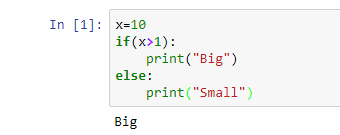 In [1]: x=10
if(x>1):
    print("Big")
else:
    print("Small")
Big